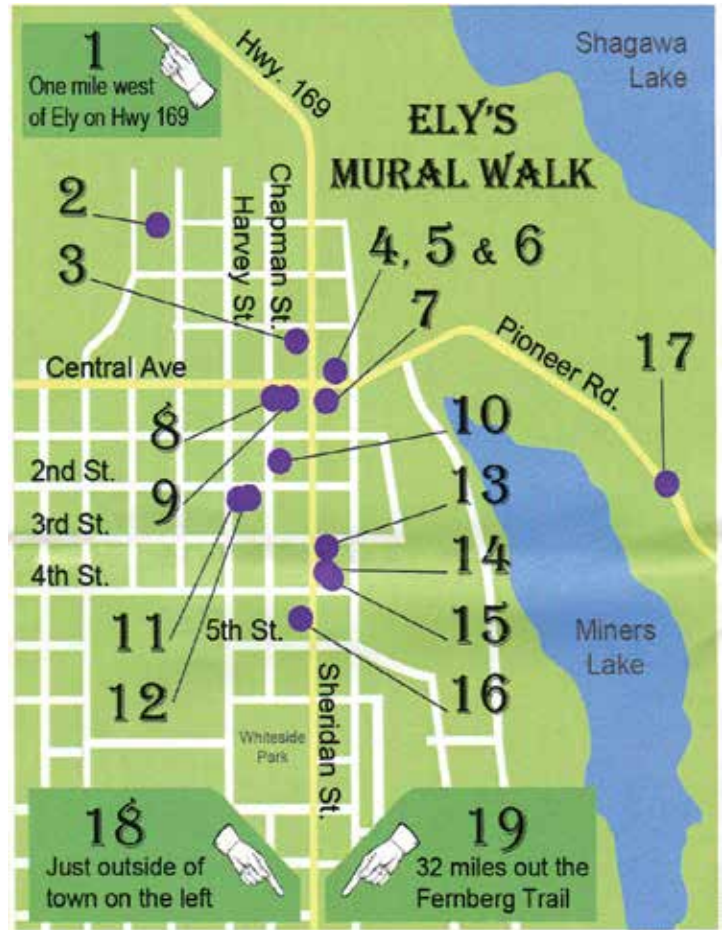 1
One mile west
of Ely on Hwy 169
Hwy. 169
Shagawa
Lake
ELY'S
MURAL WALK
2
3
Chapman St.
Harvey St.
4, 5 & 6
7
Pioneer Rd.
17
Central Ave
8
9
10
2nd St.
3rd St.
4th St.
13
14
15
11
5th St.
12
16
Miners
Lake
Sheridan St.
Whiteside
Park
18
Just outside of
town on the left
19
32 miles out the
Fernberg Trail